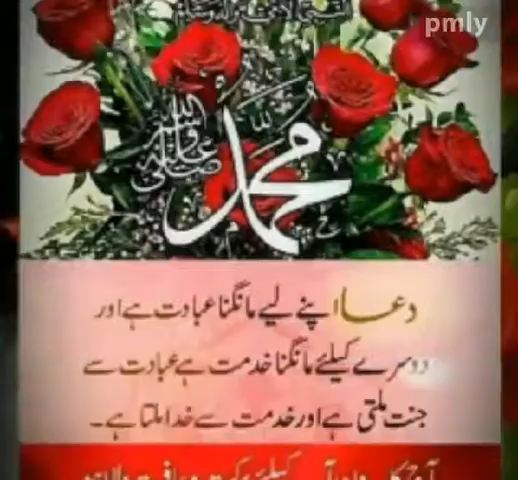 pmly
محمد
صلی اللہ علیہ وسلم
دعا اپنے لیے مانگنا عبادت ہے اور
دوسرے کیلئے مانگنا خدمت ہے عبادت سے
جنت ملتی ہے اور خدمت سے خدا ملتا ہے۔